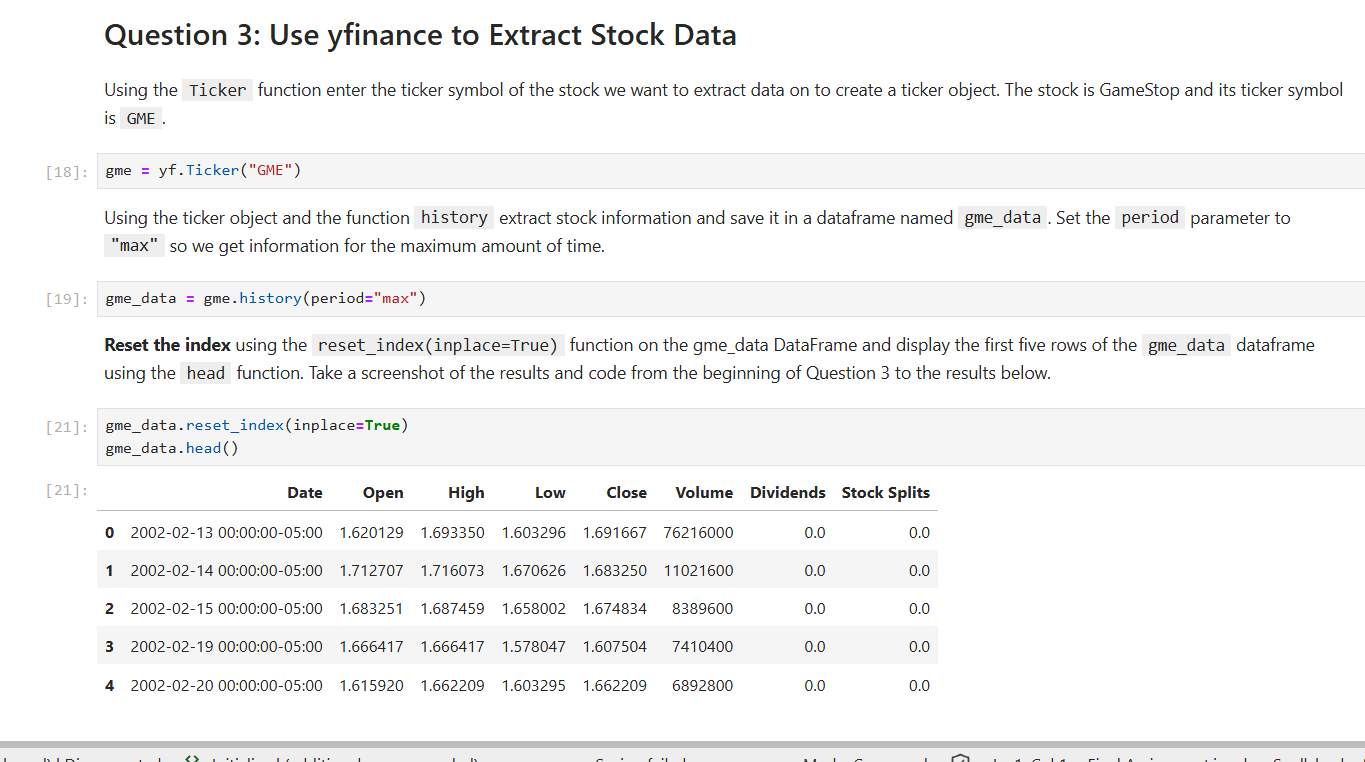 Question 3: Use yfinance to Extract Stock Data
Using the Ticker function enter the ticker symbol of the stock we want to extract data on to create a ticker object. The stock is GameStop and its ticker symbol
is GME .
[18]: gme = yf.Ticker("GME")
Using the ticker object and the function history extract stock information and save it in a dataframe named gme_data . Set the period parameter to
"max" so we get information for the maximum amount of time.
[19]: gme_data = gme.history(period="max")
Reset the index using the reset_index(inplace=True) function on the gme_data DataFrame and display the first five rows of the gme_data dataframe
using the head function. Take a screenshot of the results and code from the beginning of Question 3 to the results below.
[21]: gme_data.reset_index(inplace=True)
gme_data.head()
[21]: Date Open High Low Close Volume Dividends Stock Splits
0 2002-02-13 00:00:00-05:00 1.620129 1.693350 1.603296 1.691667 76216000 0.0 0.0
1 2002-02-14 00:00:00-05:00 1.712707 1.716073 1.670626 1.683250 11021600 0.0 0.0
2 2002-02-15 00:00:00-05:00 1.683251 1.687459 1.658002 1.674834 8389600 0.0 0.0
3 2002-02-19 00:00:00-05:00 1.666417 1.666417 1.578047 1.607504 7410400 0.0 0.0
4 2002-02-20 00:00:00-05:00 1.615920 1.662209 1.603295 1.662209 6892800 0.0 0.0